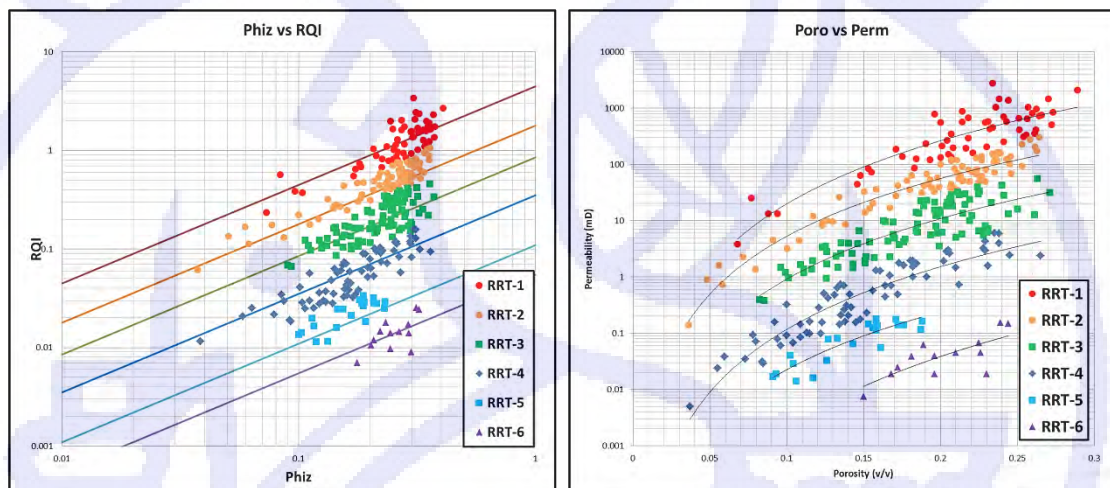 Phiz vs RQI
10
1
0.1
0.01
0.001
RQI
0.01
0.1
1
Phiz
RRT-1
RRT-2
RRT-3
RRT-4
RRT-5
RRT-6
Poro vs Perm
10000
1000
100
10
1
0.1
0.01
0.001
Permeability (mD)
0
0.05
0.1
0.15
0.2
0.25
0.3
Porosity (v/v)
RRT-1
RRT-2
RRT-3
RRT-4
RRT-5
RRT-6